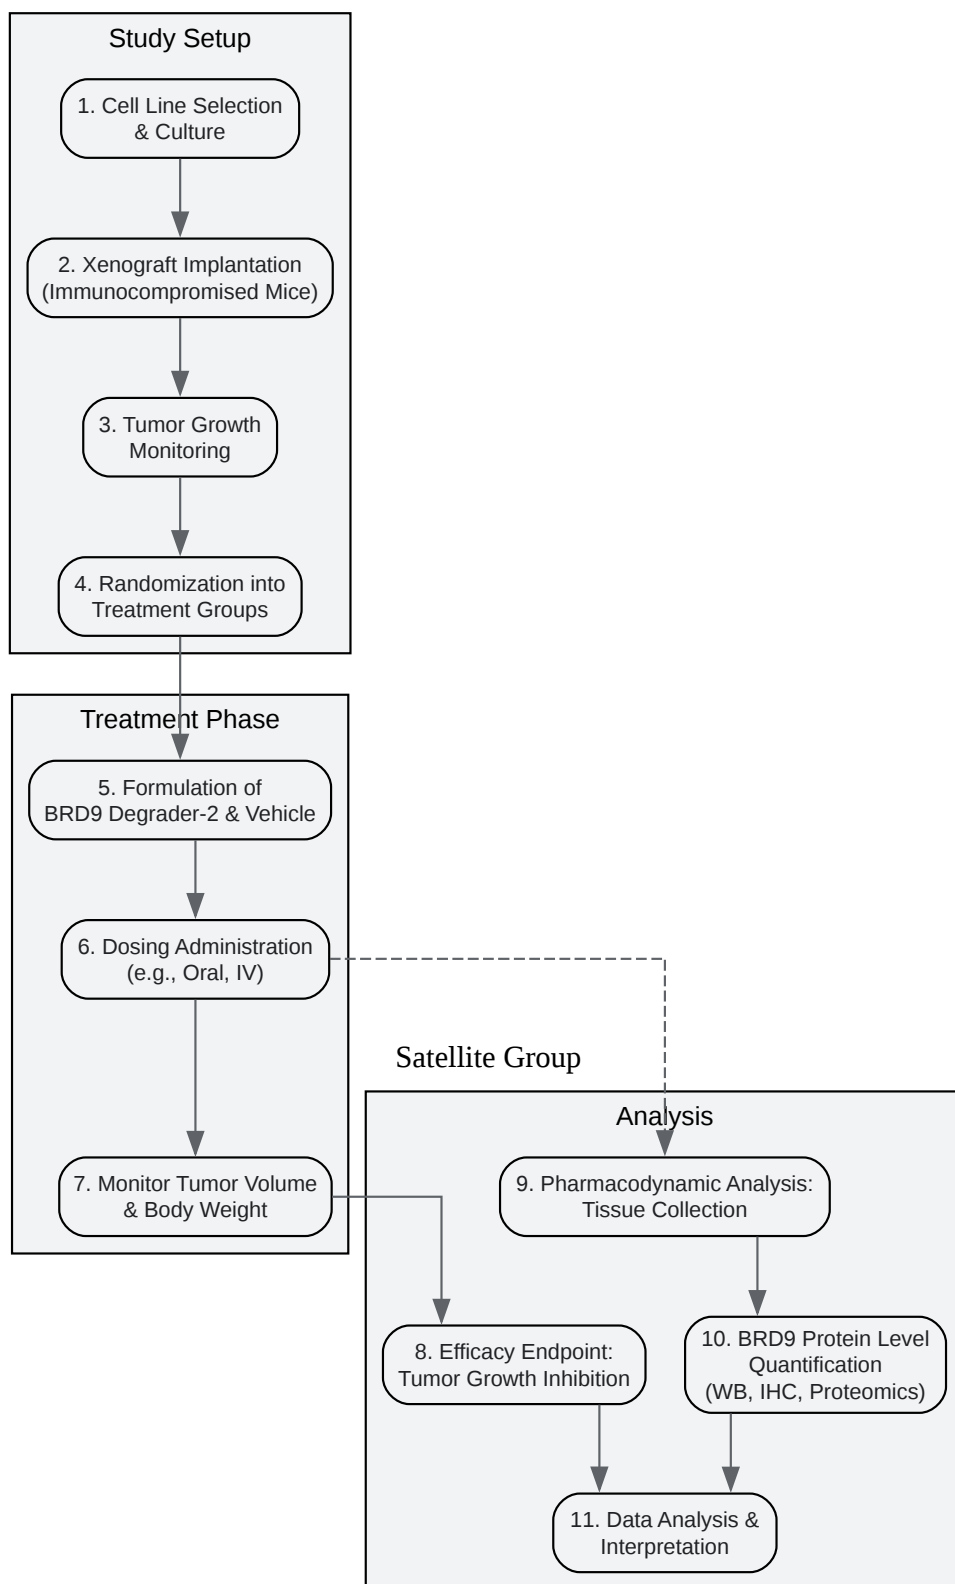 Study Setup
1. Cell Line Selection
& Culture
2. Xenograft Implantation
(Immunocompromised Mice)
3. Tumor Growth
Monitoring
4. Randomization into
Treatment Groups
Treatment Phase
5. Formulation of
BRD9 Degrader-2 & Vehicle
6. Dosing Administration
(e.g., Oral, IV)
7. Monitor Tumor Volume
& Body Weight
Satellite Group
Analysis
9. Pharmacodynamic Analysis:
Tissue Collection
8. Efficacy Endpoint:
Tumor Growth Inhibition
10. BRD9 Protein Level
Quantification
(WB, IHC, Proteomics)
11. Data Analysis &
Interpretation